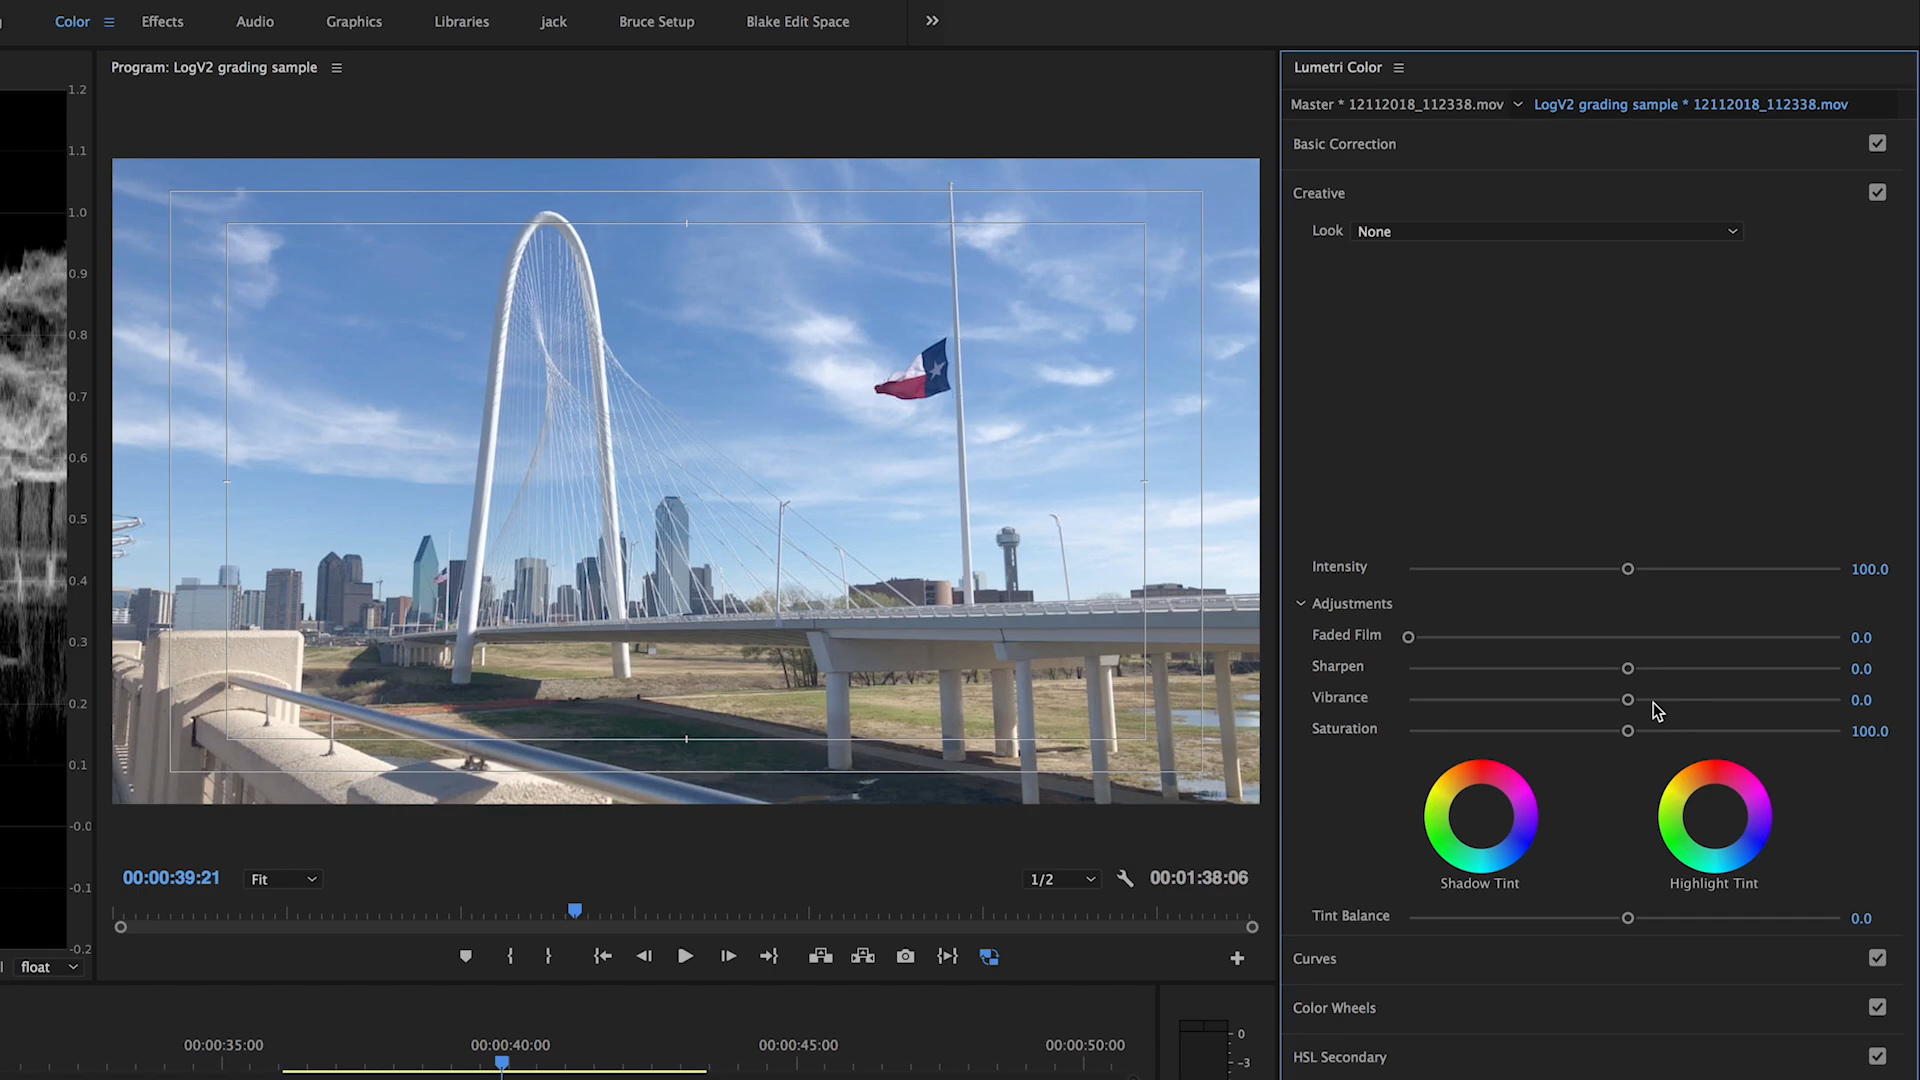 Color Effects Audio Graphics Libraries jack Bruce Setup Blake Edit Space
Program: LogV2 grading sample
1.2
1.1
1.0
0.9
0.8
0.7
0.6
0.5
0.4
0.3
0.2
0.1
-0.0
-0.1
-0.2
float
00:00:39:21 Fit 1/2 00:01:38:06
00:00:35:00 00:00:40:00 00:00:45:00 00:00:50:00
0
-3
Lumetri Color
Master * 12112018_112338.mov LogV2 grading sample * 12112018_112338.mov
Basic Correction
Creative
Look None
Intensity 100.0
Adjustments
Faded Film 0.0
Sharpen 0.0
Vibrance 0.0
Saturation 100.0
Shadow Tint Highlight Tint
Tint Balance 0.0
Curves
Color Wheels
HSL Secondary